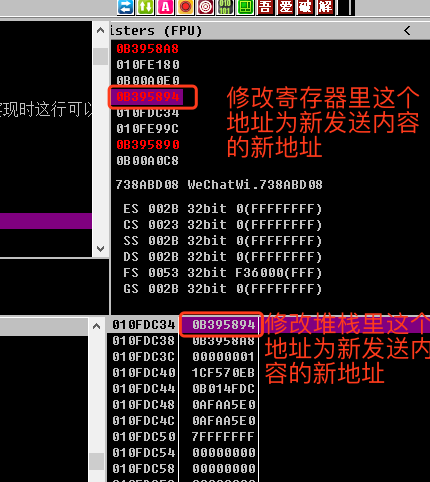 吾 爱 破 解
isters (FPU)
<
0B3958A8
010FE180
0B00A0E0
0B395894
010FDC34
010FE99C
0B395890
0B00A0C8
修改寄存器里这个
地址为新发送内容
的新地址
实现时这行可以
738ABD08 WeChatWi.738ABD08
ES 002B 32bit 0(FFFFFFFF)
CS 0023 32bit 0(FFFFFFFF)
SS 002B 32bit 0(FFFFFFFF)
DS 002B 32bit 0(FFFFFFFF)
FS 0053 32bit F36000(FFF)
GS 002B 32bit 0(FFFFFFFF)
010FDC34 0B395894
010FDC38 0B3958A8
010FDC3C 00000001
010FDC40 1CF570EB
010FDC44 0B014FDC
010FDC48 0AFAA5E0
010FDC4C 0AFAA5E0
010FDC50 7FFFFFFF
010FDC54 00000000
010FDC58 00000000
修改堆栈里这个
地址为新发送内
容的新地址